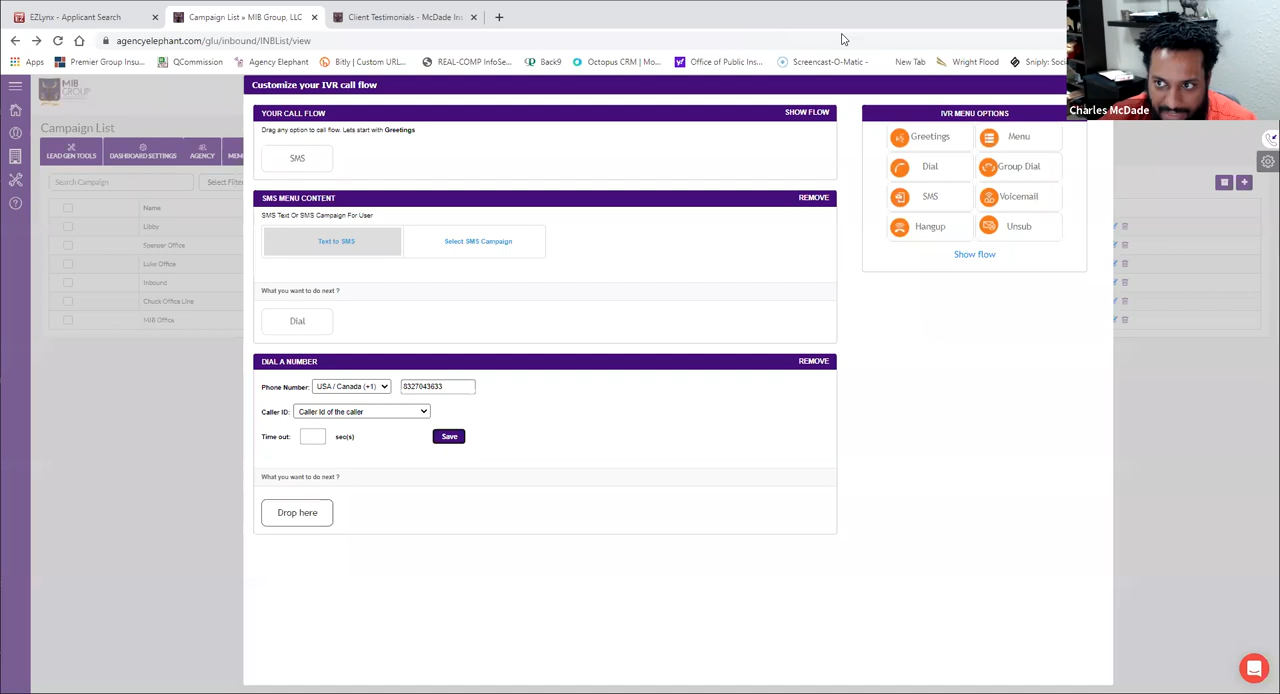 EZLynx - Applicant Search
Campaign List » MIB Group, LLC
Client Testimonials - McDade Ins
agencyelephant.com/glu/inbound/INBList/view
Apps
Premier Group Insu...
QCommission
Agency Elephant
Bitly | Custom URL...
REAL-COMP InfoSe...
Back9
Octopus CRM | Mo...
Office of Public Ins...
Screencast-O-Matic -
New Tab
Wright Flood
Sniply: Soci
Charles McDade
MIB
GROUP
Campaign List
LEAD GEN TOOLS
DASHBOARD SETTINGS
AGENCY
MEM
Search Campaign
Select Filter
Name
Libby
Spencer Office
Luke Office
Inbound
Chuck Office Line
MIB Office
Customize your IVR call flow
YOUR CALL FLOW
SHOW FLOW
Drag any option to call flow. Lets start with Greetings
SMS
SMS MENU CONTENT
REMOVE
SMS Text Or SMS Campaign For User
Text to SMS
Select SMS Campaign
What you want to do next ?
Dial
DIAL A NUMBER
REMOVE
Phone Number: USA / Canada (+1) 8327043633
Caller ID: Caller Id of the caller
Time out: sec(s) Save
What you want to do next ?
Drop here
IVR MENU OPTIONS
Greetings
Menu
Dial
Group Dial
SMS
Voicemail
Hangup
Unsub
Show flow